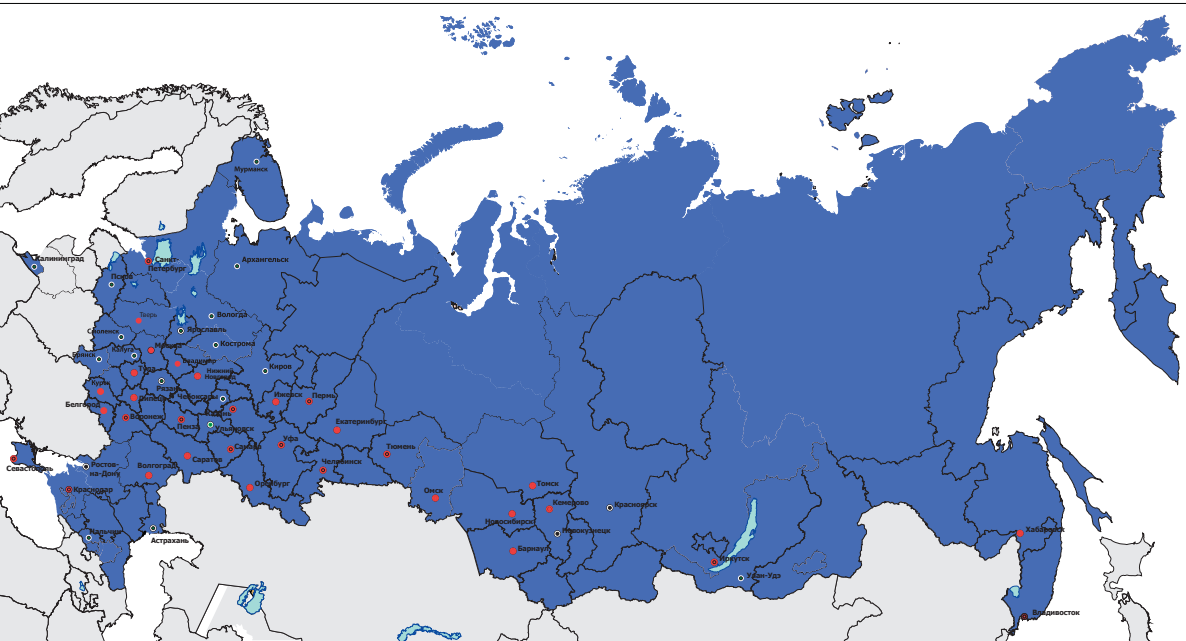 Мурманск
Калининград
Санкт-
Петербург
Архангельск
Псков
Тверь
Вологда
Смоленск
Ярославль
Кострома
Москва
Брянск
Калуга
Владимир
Киров
Тула
Нижний
Новгород
Курск
Рязань
Чебоксары
Ижевск
Пермь
Белгород
Липецк
Казань
Воронеж
Пенза
Ульяновск
Екатеринбург
Уфа
Самара
Тюмень
Севастополь
Ростов-
на-Дону
Волгоград
Саратов
Челябинск
Оренбург
Краснодар
Омск
Томск
Кемерово
Красноярск
Новосибирск
Новокузнецк
Нальчик
Астрахань
Барнаул
Иркутск
Улан-Удэ
Хабаровск
Владивосток